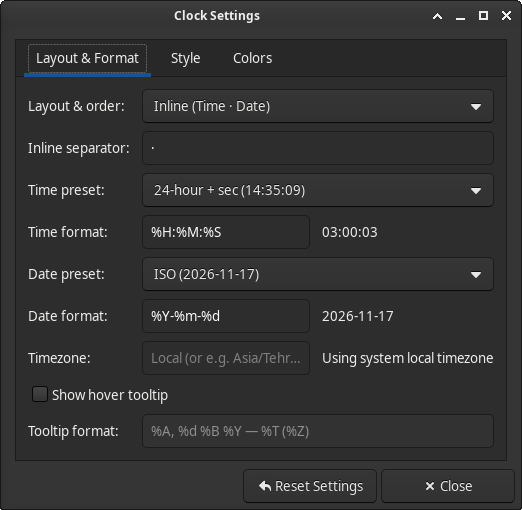 Clock Settings
Layout & Format Style Colors
Layout & order: Inline (Time · Date)
Inline separator: ·
Time preset: 24-hour + sec (14:35:09)
Time format: %H:%M:%S 03:00:03
Date preset: ISO (2026-11-17)
Date format: %Y-%m-%d 2026-11-17
Timezone: Local (or e.g. Asia/Tehr... Using system local timezone
Show hover tooltip
Tooltip format: %A, %d %B %Y — %T (%Z)
Reset Settings Close